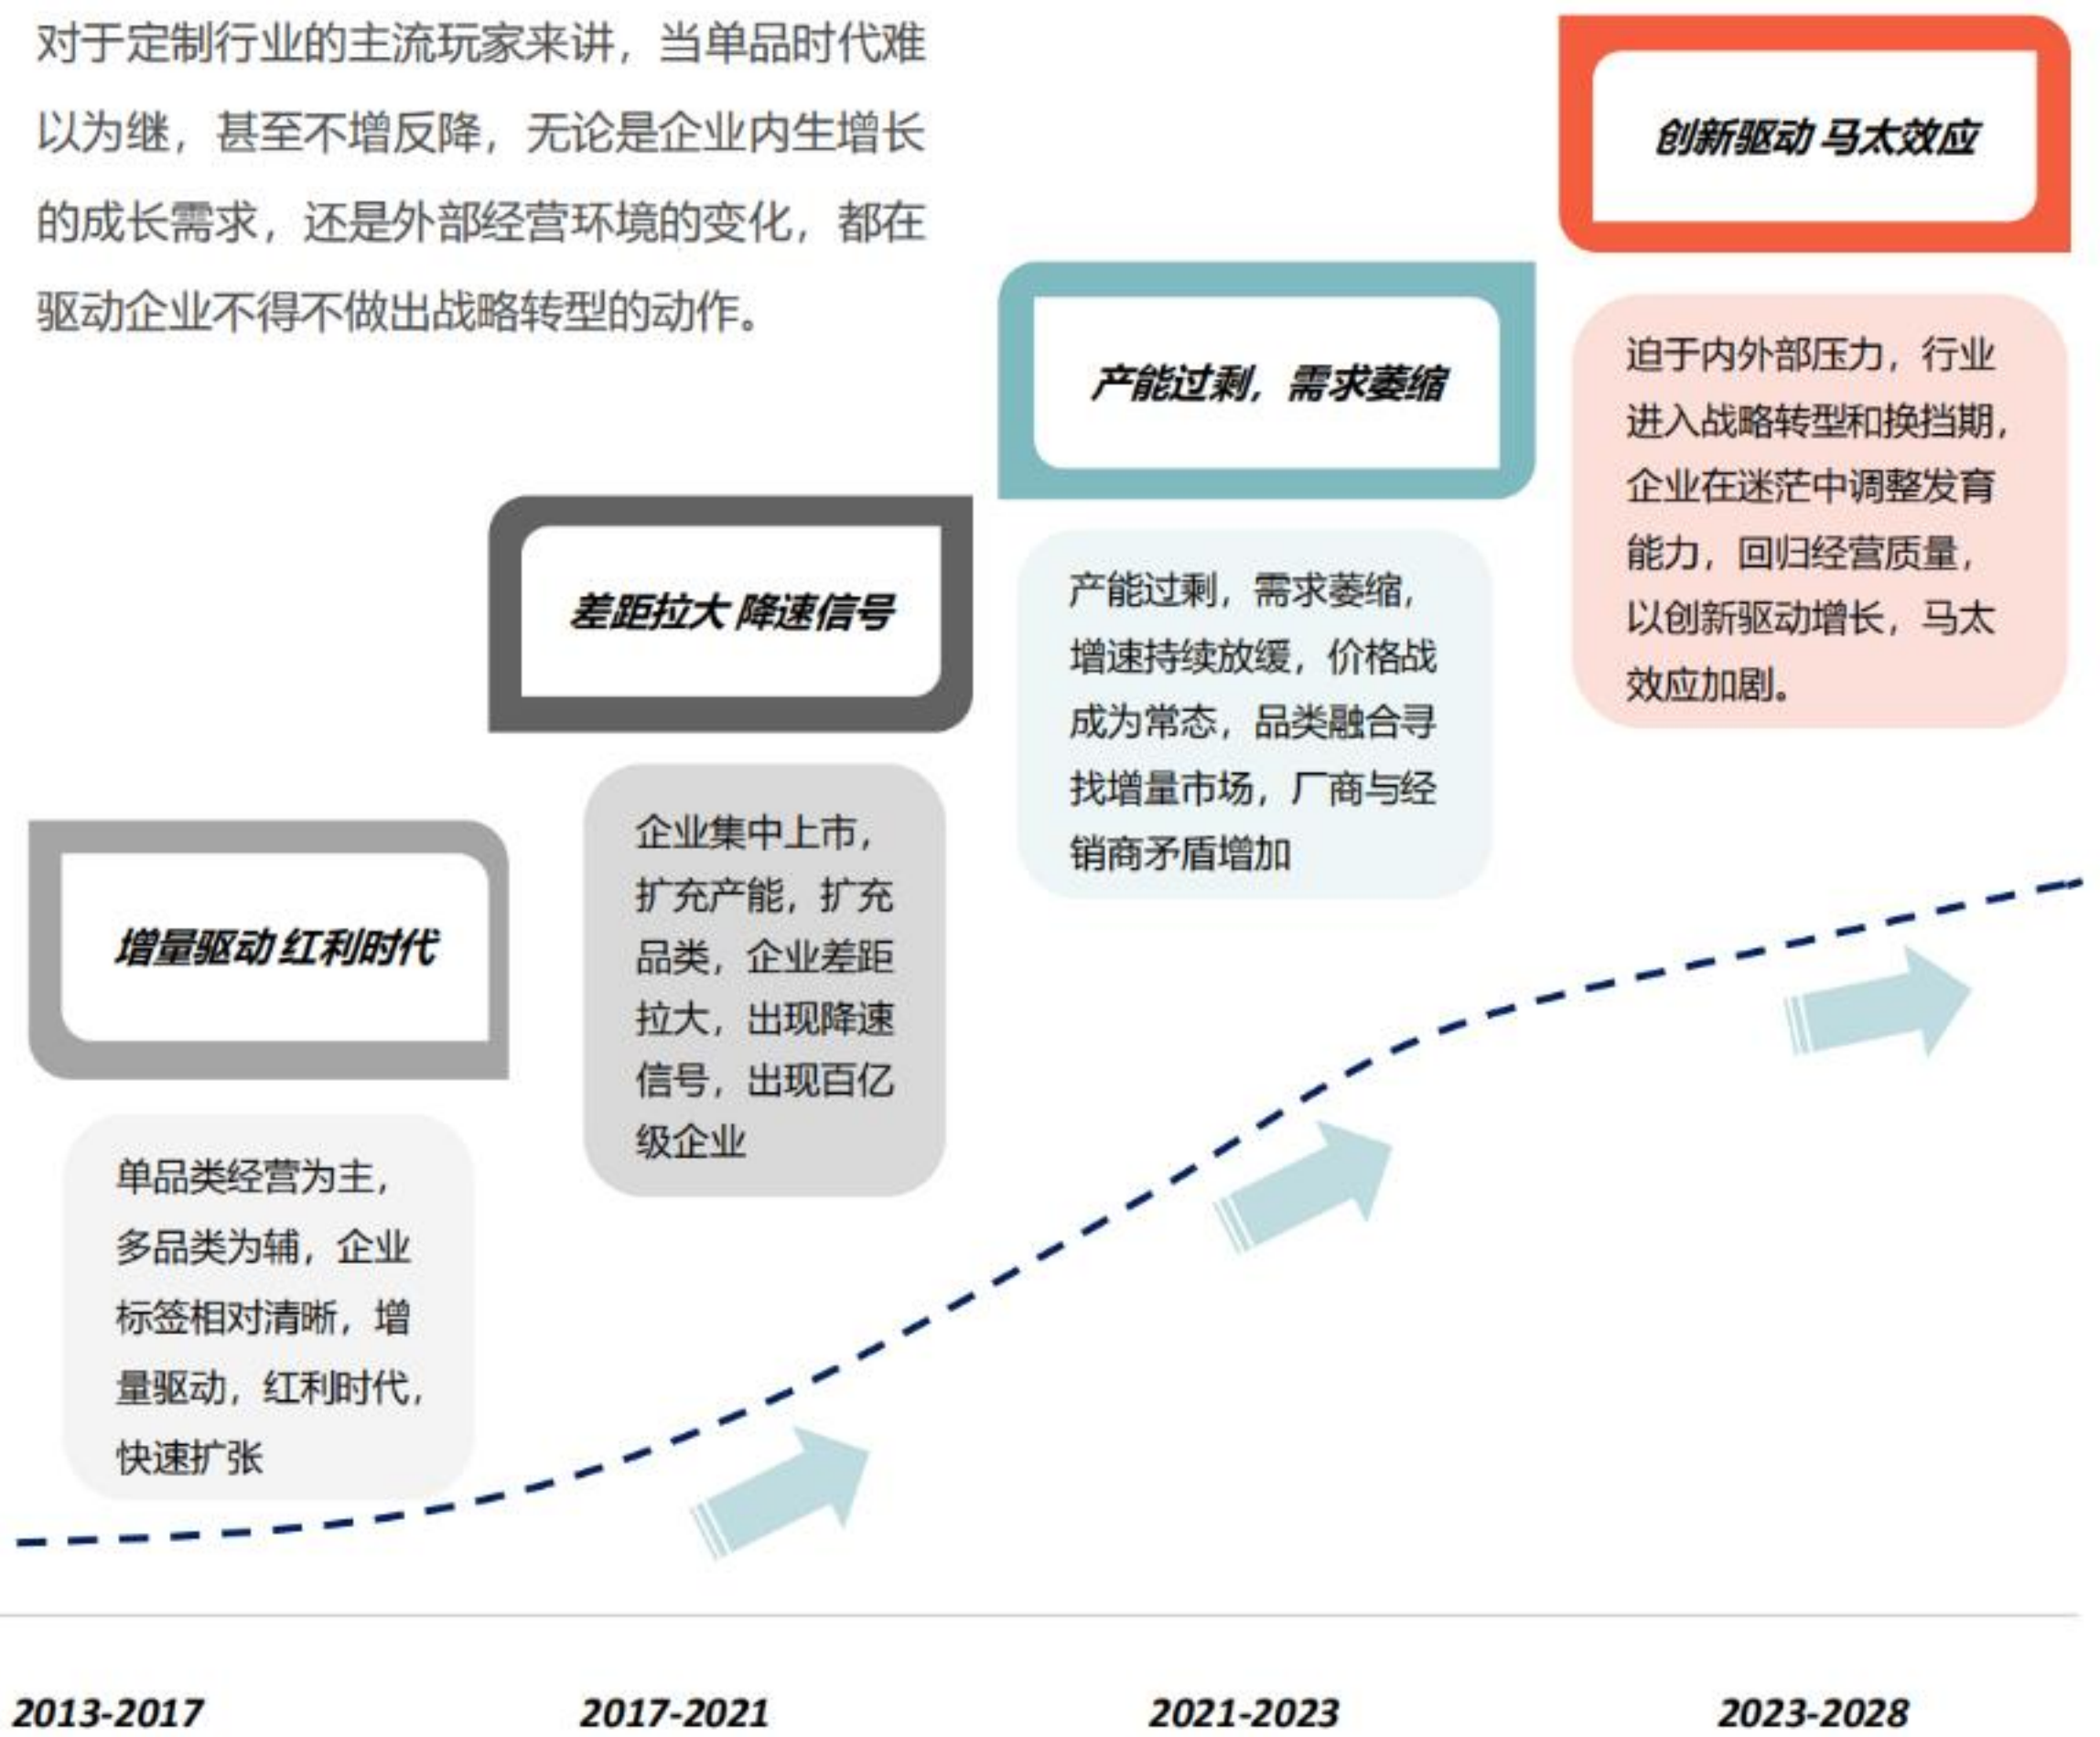 对于定制行业的主流玩家来讲，当单品时代难
以为继，甚至不增反降，无论是企业内生增长
的成长需求，还是外部经营环境的变化，都在
驱动企业不得不做出战略转型的动作。
增量驱动 红利时代
单品类经营为主，
多品类为辅，企业
标签相对清晰，增
量驱动，红利时代，
快速扩张
差距拉大 降速信号
企业集中上市，
扩充产能，扩充
品类，企业差距
拉大，出现降速
信号，出现百亿
级企业
产能过剩，需求萎缩
产能过剩，需求萎缩，
增速持续放缓，价格战
成为常态，品类融合寻
找增量市场，厂商与经
销商矛盾增加
创新驱动 马太效应
迫于内外部压力，行业
进入战略转型和换挡期，
企业在迷茫中调整发育
能力，回归经营质量，
以创新驱动增长，马太
效应加剧。
2013-2017
2017-2021
2021-2023
2023-2028